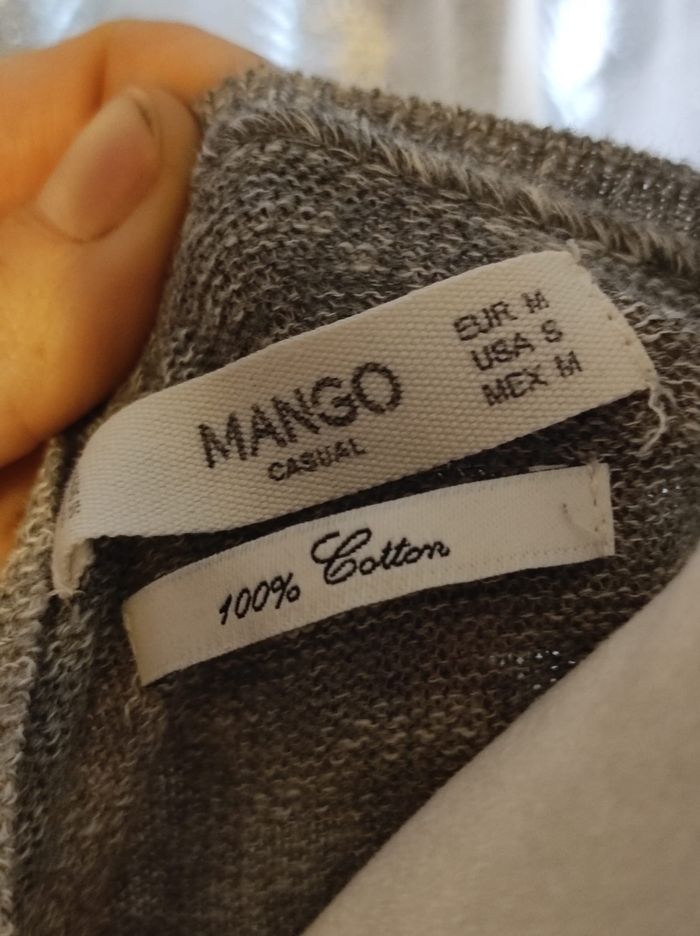 MANGO
CASUAL
EUR M
USA S
MEX M
100% Cotton